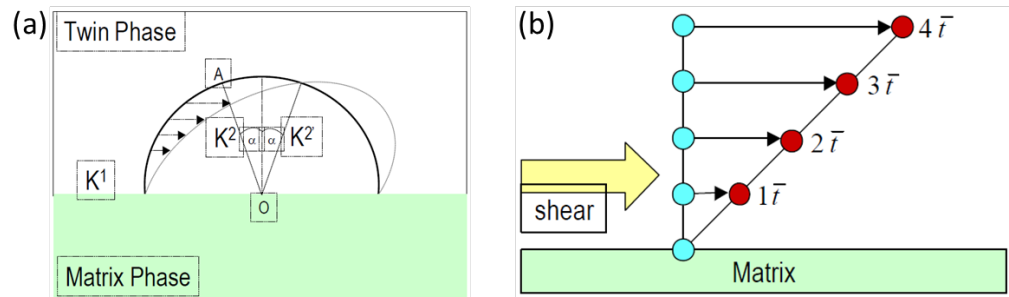 (a)
Twin Phase
A
K² α α K²'
K¹
O
Matrix Phase
(b)
4 t̅
3 t̅
2 t̅
1 t̅
shear
Matrix